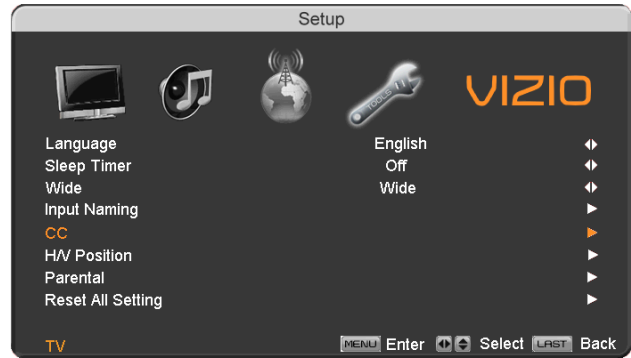 Setup
TOOLS
VIZIO
Language English
Sleep Timer Off
Wide Wide
Input Naming
CC
H/V Position
Parental
Reset All Setting
TV MENU Enter Select LAST Back